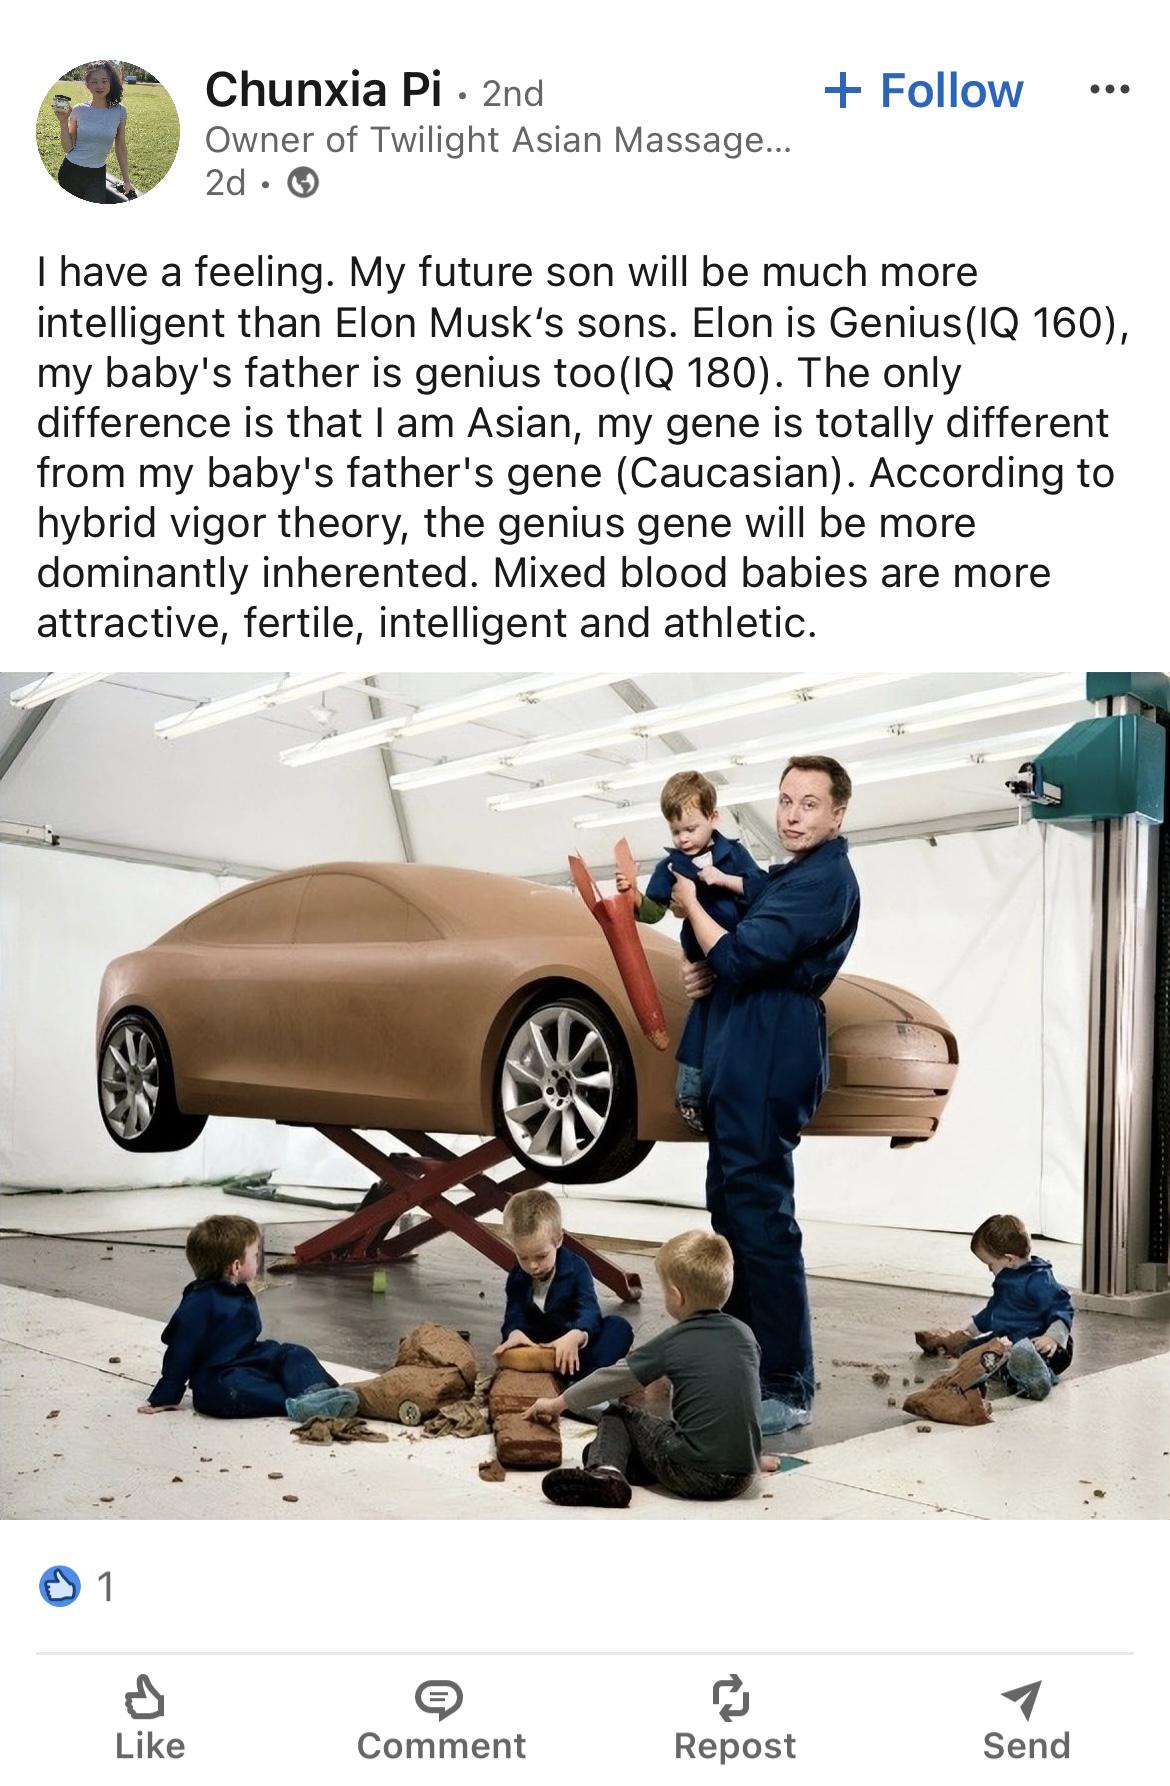 Chunxia Pi • 2nd
+ Follow
Owner of Twilight Asian Massage...
2d •
I have a feeling. My future son will be much more
intelligent than Elon Musk‘s sons. Elon is Genius(IQ 160),
my baby's father is genius too(IQ 180). The only
difference is that I am Asian, my gene is totally different
from my baby's father's gene (Caucasian). According to
hybrid vigor theory, the genius gene will be more
dominantly inherented. Mixed blood babies are more
attractive, fertile, intelligent and athletic.
1
Like Comment Repost Send